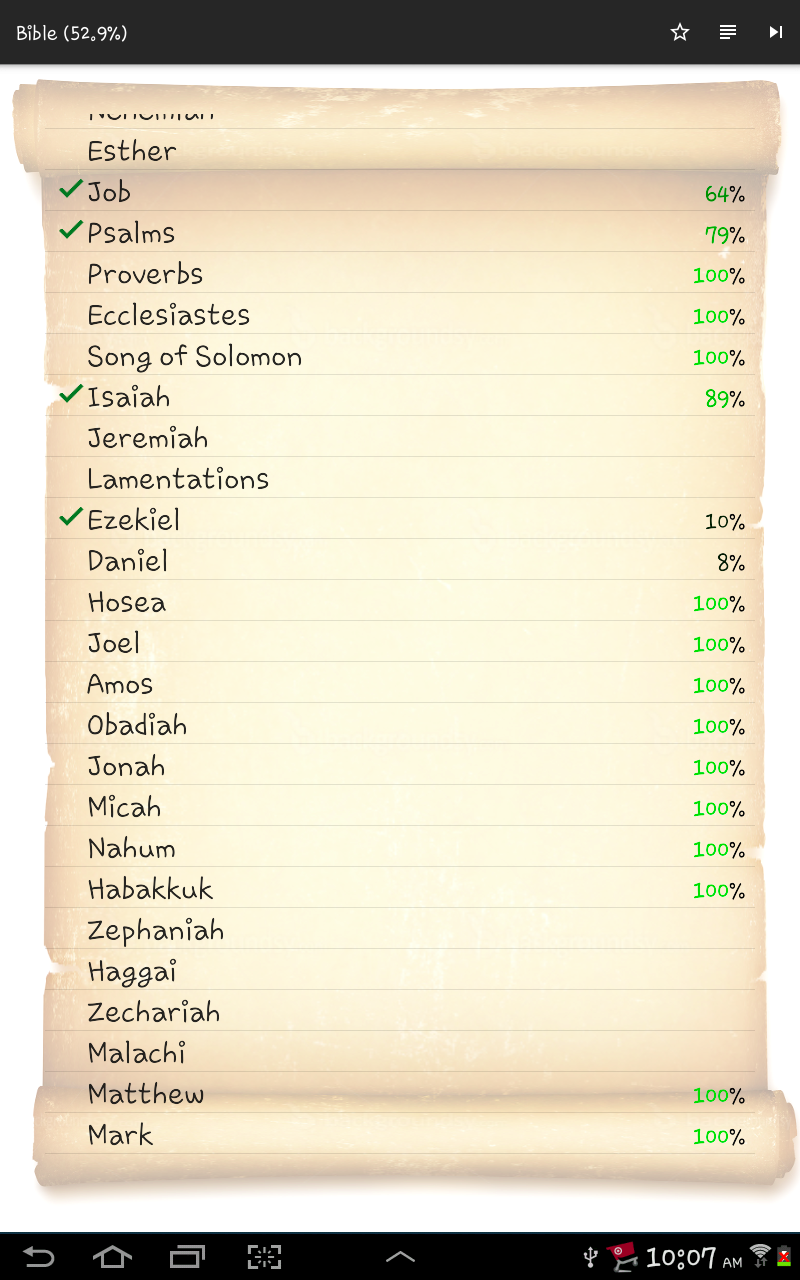 Bible (52.9%)
Esther
Job 64%
Psalms 79%
Proverbs 100%
Ecclesiastes 100%
Song of Solomon 100%
Isaiah 89%
Jeremiah
Lamentations
Ezekiel 10%
Daniel 8%
Hosea 100%
Joel 100%
Amos 100%
Obadiah 100%
Jonah 100%
Micah 100%
Nahum 100%
Habakkuk 100%
Zephaniah
Haggai
Zechariah
Malachi
Matthew 100%
Mark 100%
10:07 AM